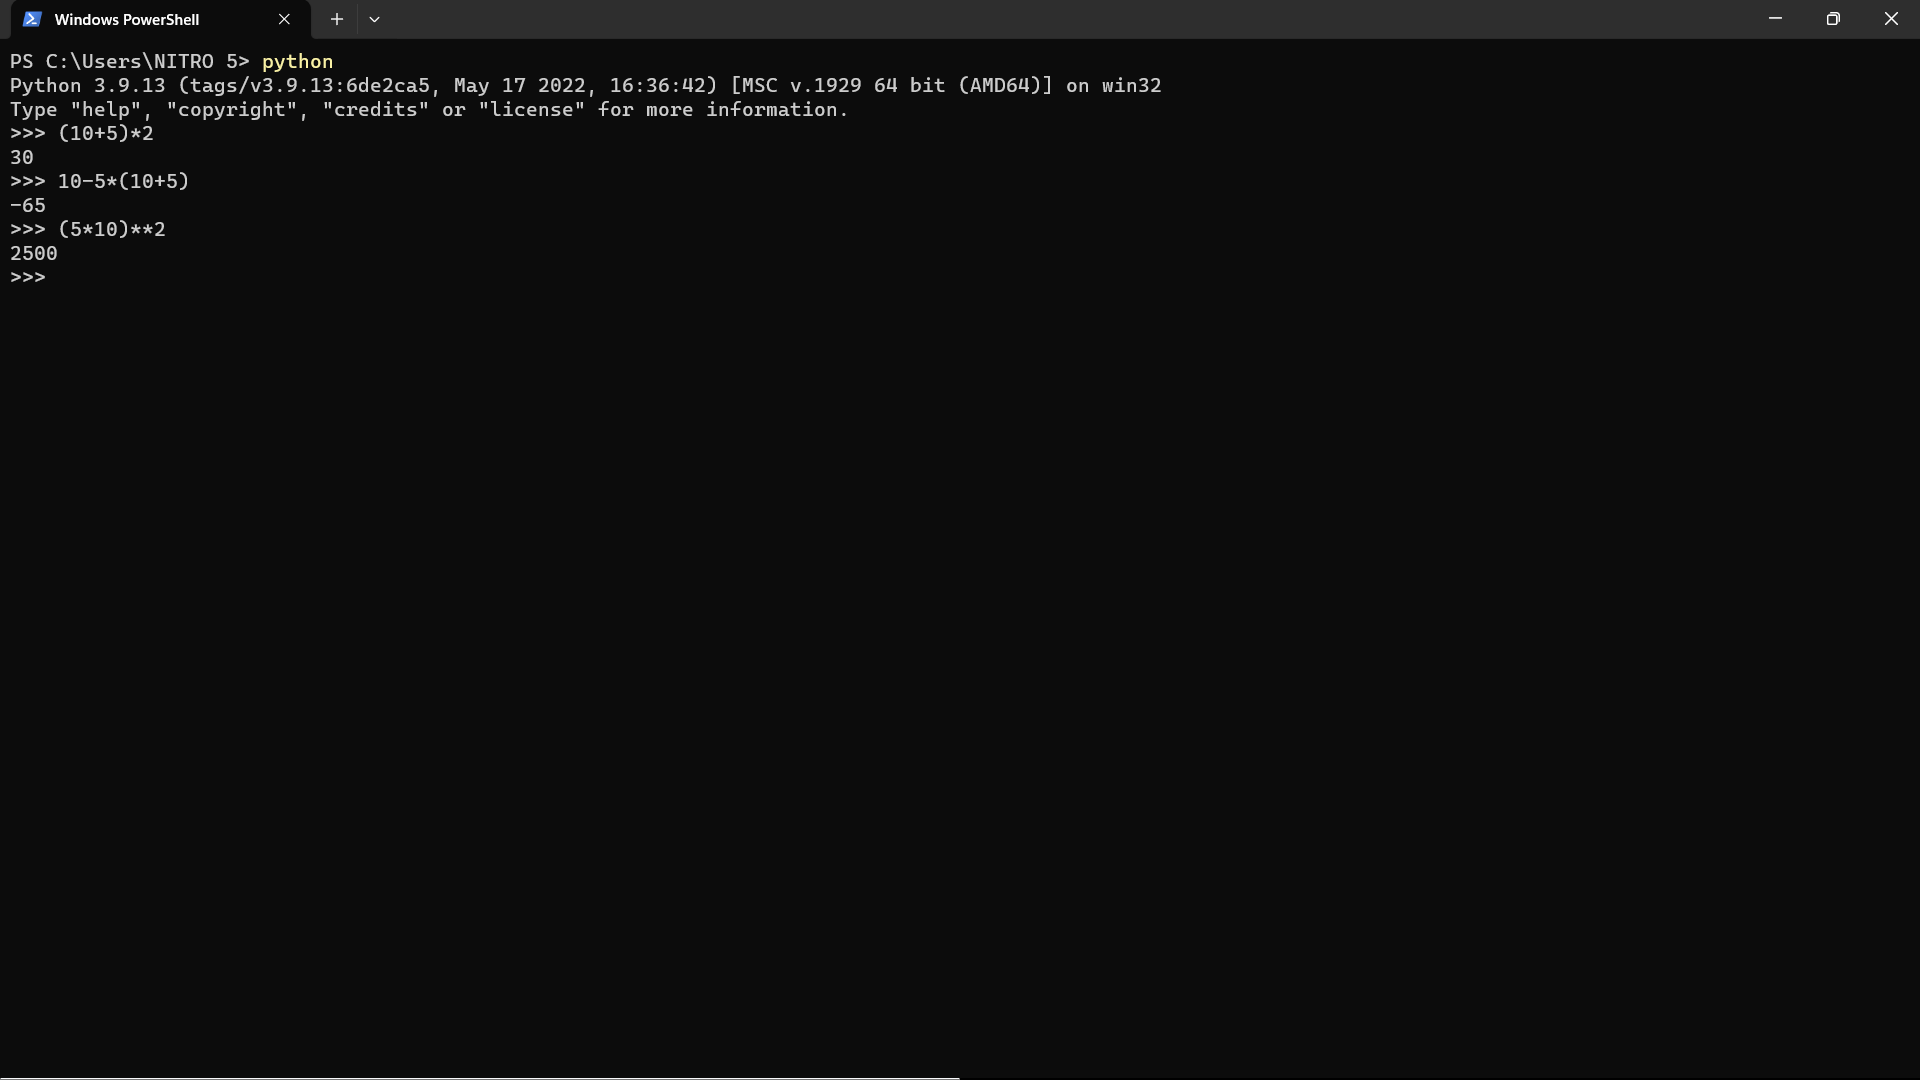 Windows PowerShell
PS C:\Users\NITRO 5> python
Python 3.9.13 (tags/v3.9.13:6de2ca5, May 17 2022, 16:36:42) [MSC v.1929 64 bit (AMD64)] on win32
Type "help", "copyright", "credits" or "license" for more information.
>>> (10+5)*2
30
>>> 10-5*(10+5)
-65
>>> (5*10)**2
2500
>>>